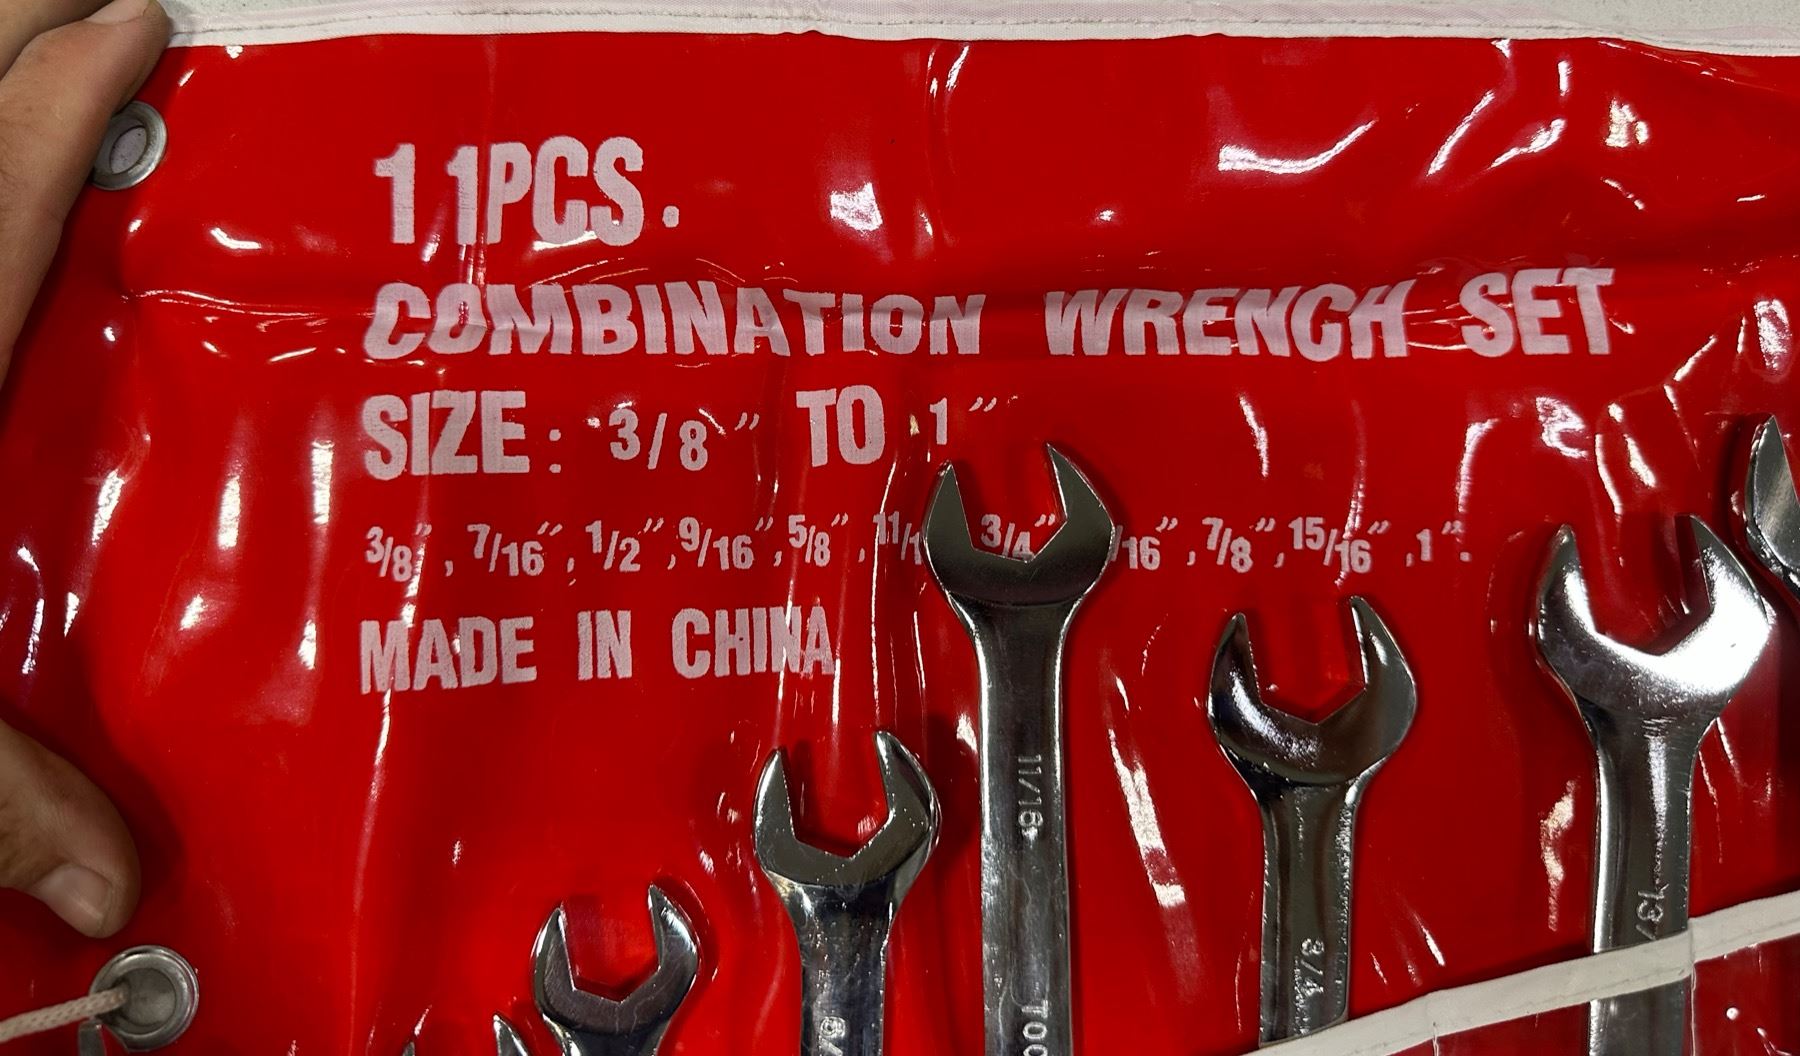 11PCS.
COMBINATION WRENCH SET
SIZE: 3/8" TO 1"
3/8", 7/16", 1/2", 9/16", 5/8", 3/4" 7/8", 15/16", 1".
MADE IN CHINA
11/16
3/4